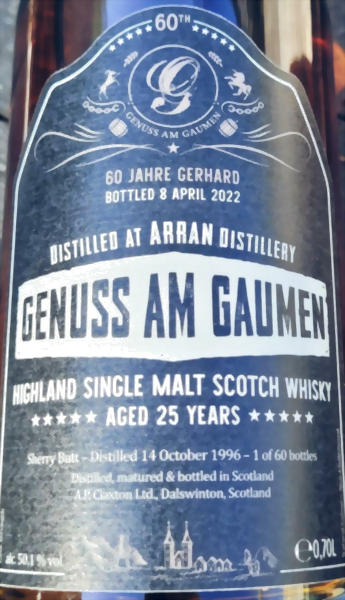 60TH
G
GENUSS AM GAUMEN
60 JAHRE GERHARD
BOTTLED 8 APRIL 2022
DISTILLED AT ARRAN DISTILLERY
GENUSS AM GAUMEN
HIGHLAND SINGLE MALT SCOTCH WHISKY
★★★★★ AGED 25 YEARS ★★★★★
Sherry Butt – Distilled 14 October 1996 – 1 of 60 bottles
Distilled, matured & bottled in Scotland
A.P. Claxton Ltd., Dalswinton, Scotland
alc 50,1 % vol
℮0,70L